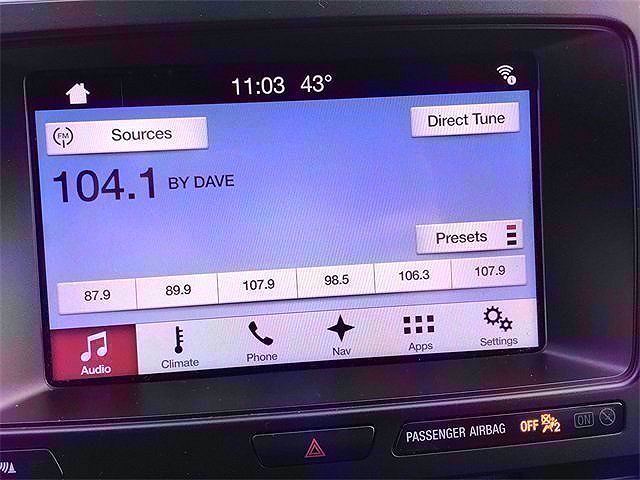 11:03 43°
FM Sources
Direct Tune
104.1 BY DAVE
Presets
87.9 89.9 107.9 98.5 106.3 107.9
Audio Climate Phone Nav Apps Settings
PASSENGER AIRBAG OFF 2 ON